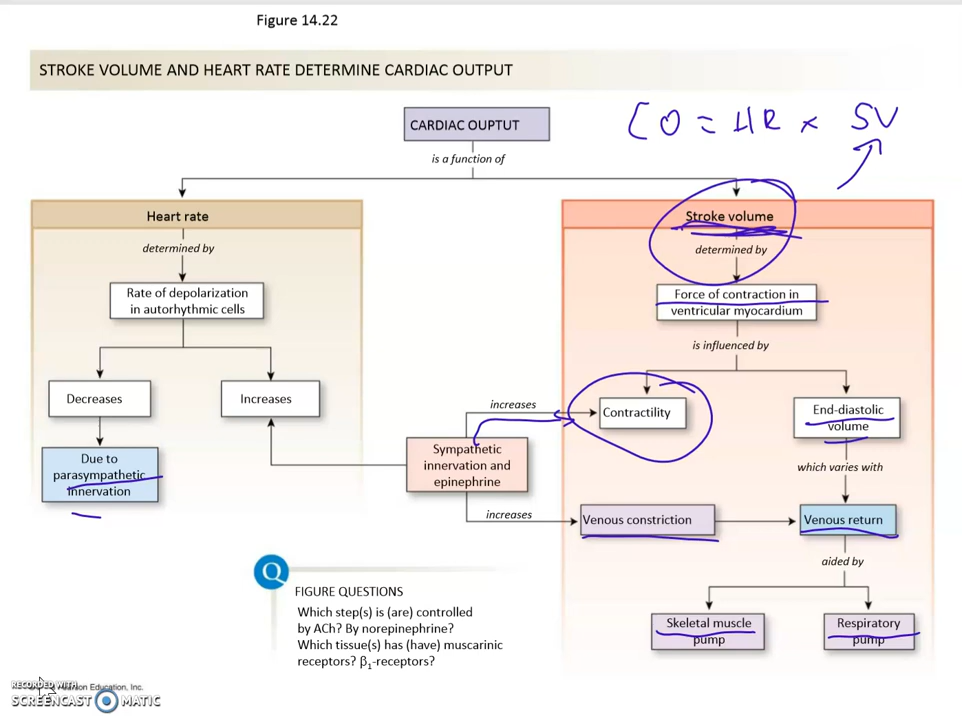 Figure 14.22
STROKE VOLUME AND HEART RATE DETERMINE CARDIAC OUTPUT
CARDIAC OUPTUT
CO = HR × SV
is a function of
Heart rate
Stroke volume
determined by
determined by
Rate of depolarization
in autorhythmic cells
Force of contraction in
ventricular myocardium
is influenced by
Decreases
Increases
increases
Contractility
End-diastolic
volume
Due to
parasympathetic
innervation
Sympathetic
innervation and
epinephrine
which varies with
increases
Venous constriction
Venous return
aided by
Q
FIGURE QUESTIONS
Which step(s) is (are) controlled
by ACh? By norepinephrine?
Which tissue(s) has (have) muscarinic
receptors? β₁-receptors?
Skeletal muscle
pump
Respiratory
pump
RECORDED WITH
Education, Inc.
SCREENCAST MATIC